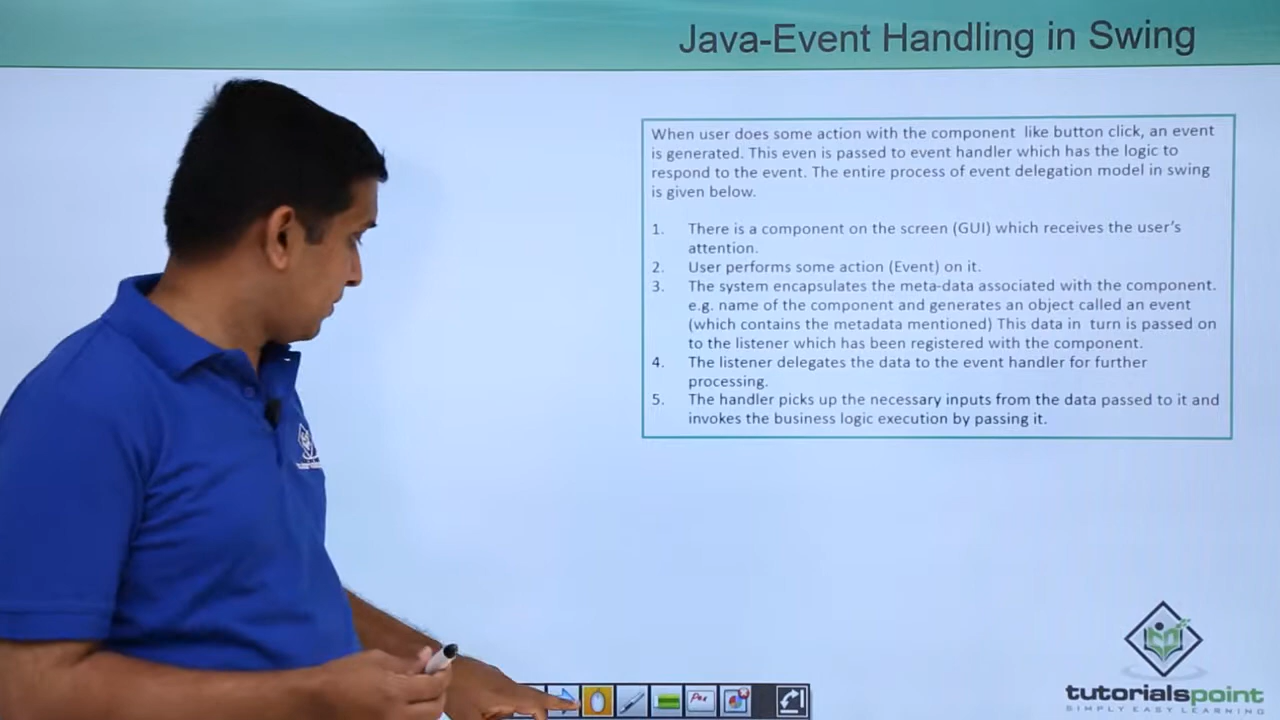 Java-Event Handling in Swing
When user does some action with the component like button click, an event
is generated. This even is passed to event handler which has the logic to
respond to the event. The entire process of event delegation model in swing
is given below.
1. There is a component on the screen (GUI) which receives the user's
attention.
2. User performs some action (Event) on it.
3. The system encapsulates the meta-data associated with the component.
e.g. name of the component and generates an object called an event
(which contains the metadata mentioned) This data in turn is passed on
to the listener which has been registered with the component.
4. The listener delegates the data to the event handler for further
processing.
5. The handler picks up the necessary inputs from the data passed to it and
invokes the business logic execution by passing it.
tutorialspoint
SIMPLY EASY LEARNING